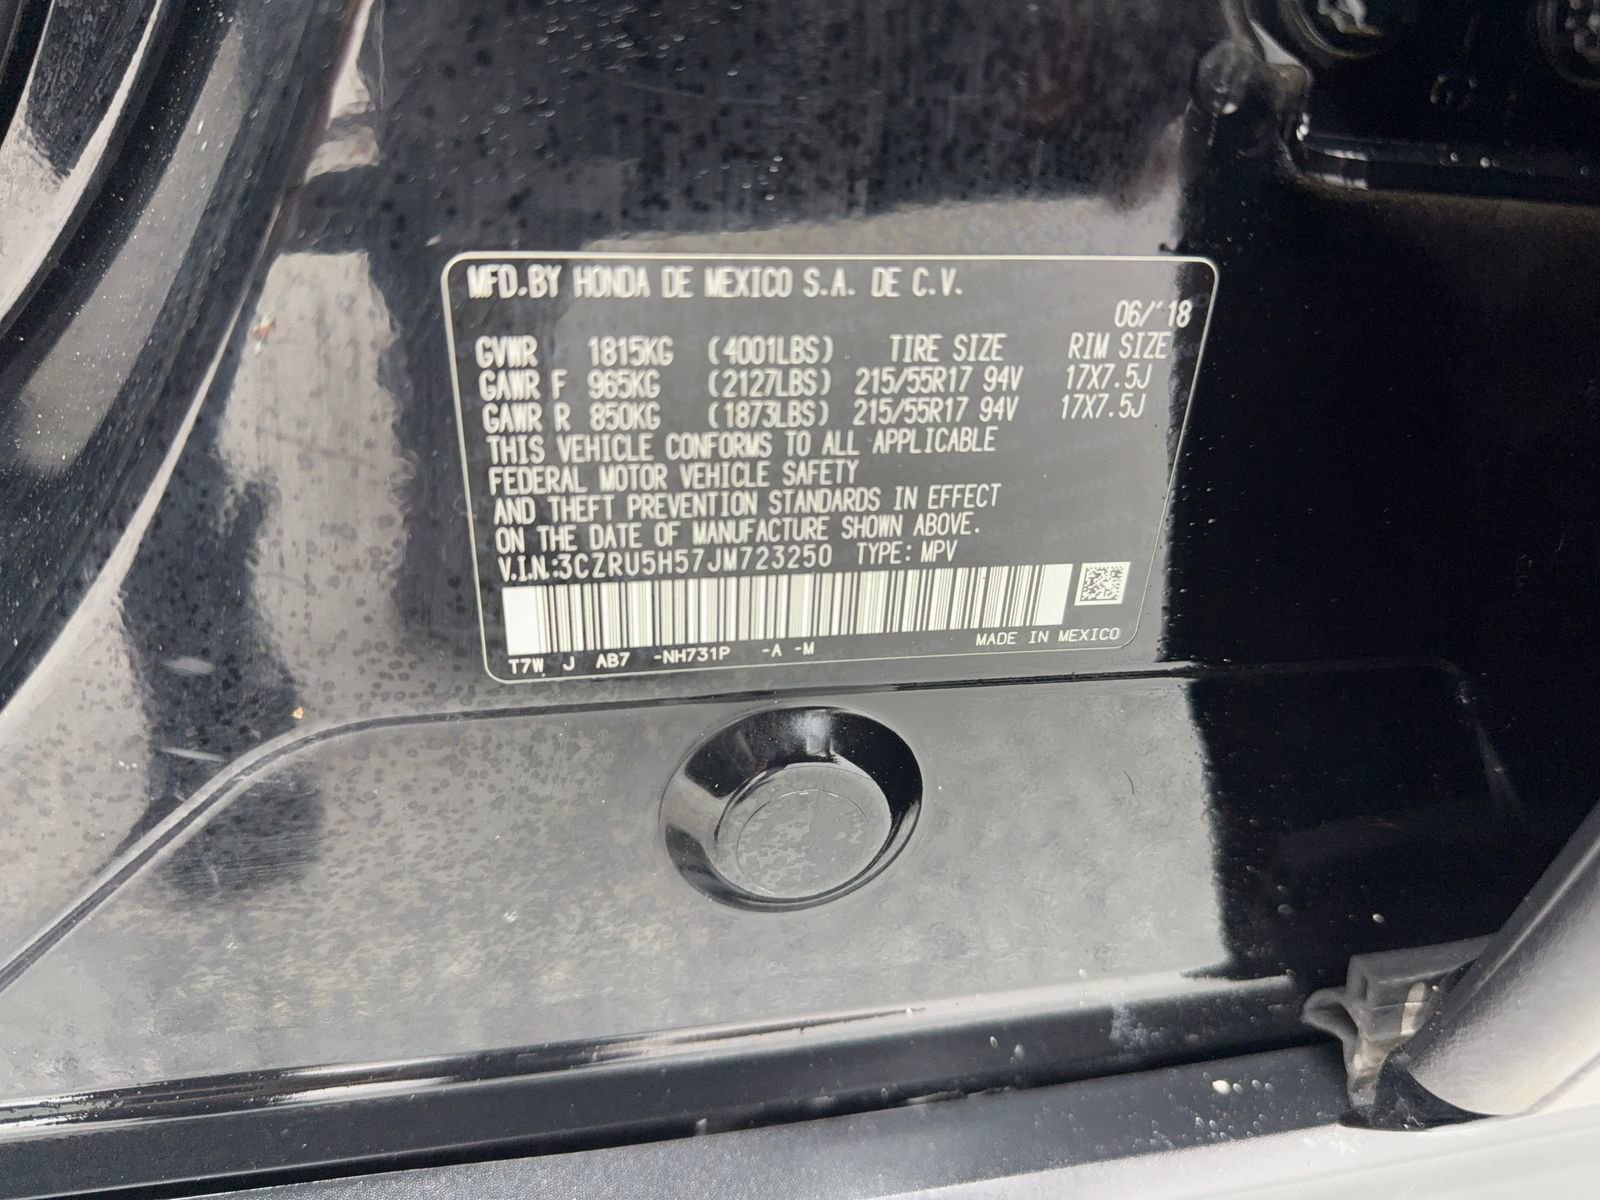 MFD.BY HONDA DE MEXICO S.A. DE C.V.
06/'18
GVWR 1815KG (4001LBS) TIRE SIZE RIM SIZE
GAWR F 965KG (2127LBS) 215/55R17 94V 17X7.5J
GAWR R 850KG (1873LBS) 215/55R17 94V 17X7.5J
THIS VEHICLE CONFORMS TO ALL APPLICABLE
FEDERAL MOTOR VEHICLE SAFETY
AND THEFT PREVENTION STANDARDS IN EFFECT
ON THE DATE OF MANUFACTURE SHOWN ABOVE.
V.I.N.:3CZRU5H57JM723250 TYPE: MPV
MADE IN MEXICO
T7W J AB7 -NH731P -A -M